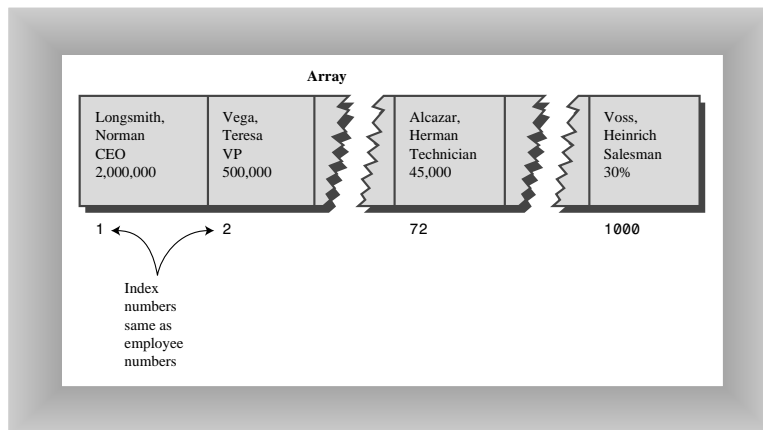 Array
Longsmith,
Norman
CEO
2,000,000
Vega,
Teresa
VP
500,000
Alcazar,
Herman
Technician
45,000
Voss,
Heinrich
Salesman
30%
1
2
72
1000
Index
numbers
same as
employee
numbers